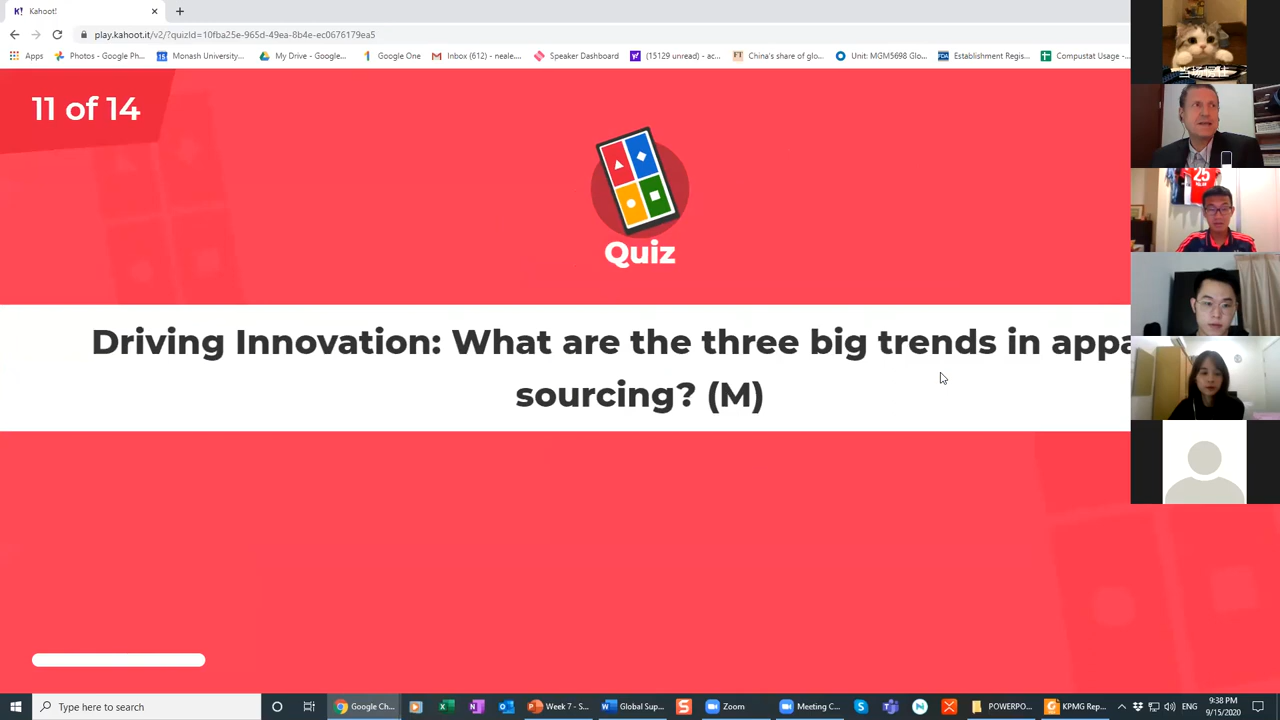 Kahoot!
play.kahoot.it/v2/?quizId=10fba25e-965d-49ea-8b4e-ec0676179ea5
Apps Photos - Google Ph... Monash University... My Drive - Google... Google One Inbox (612) - neale... Speaker Dashboard (15129 unread) - ac... China's share of glo... Unit: MGM5698 Glo... Establishment Regis... Compustat Usage -
11 of 14
25
Quiz
Driving Innovation: What are the three big trends in appa
sourcing? (M)
Type here to search
Google Ch...
Week 7 - S...
Global Sup...
Zoom
Meeting C...
POWERPO...
KPMG Rep...
ENG
9:38 PM
9/15/2020